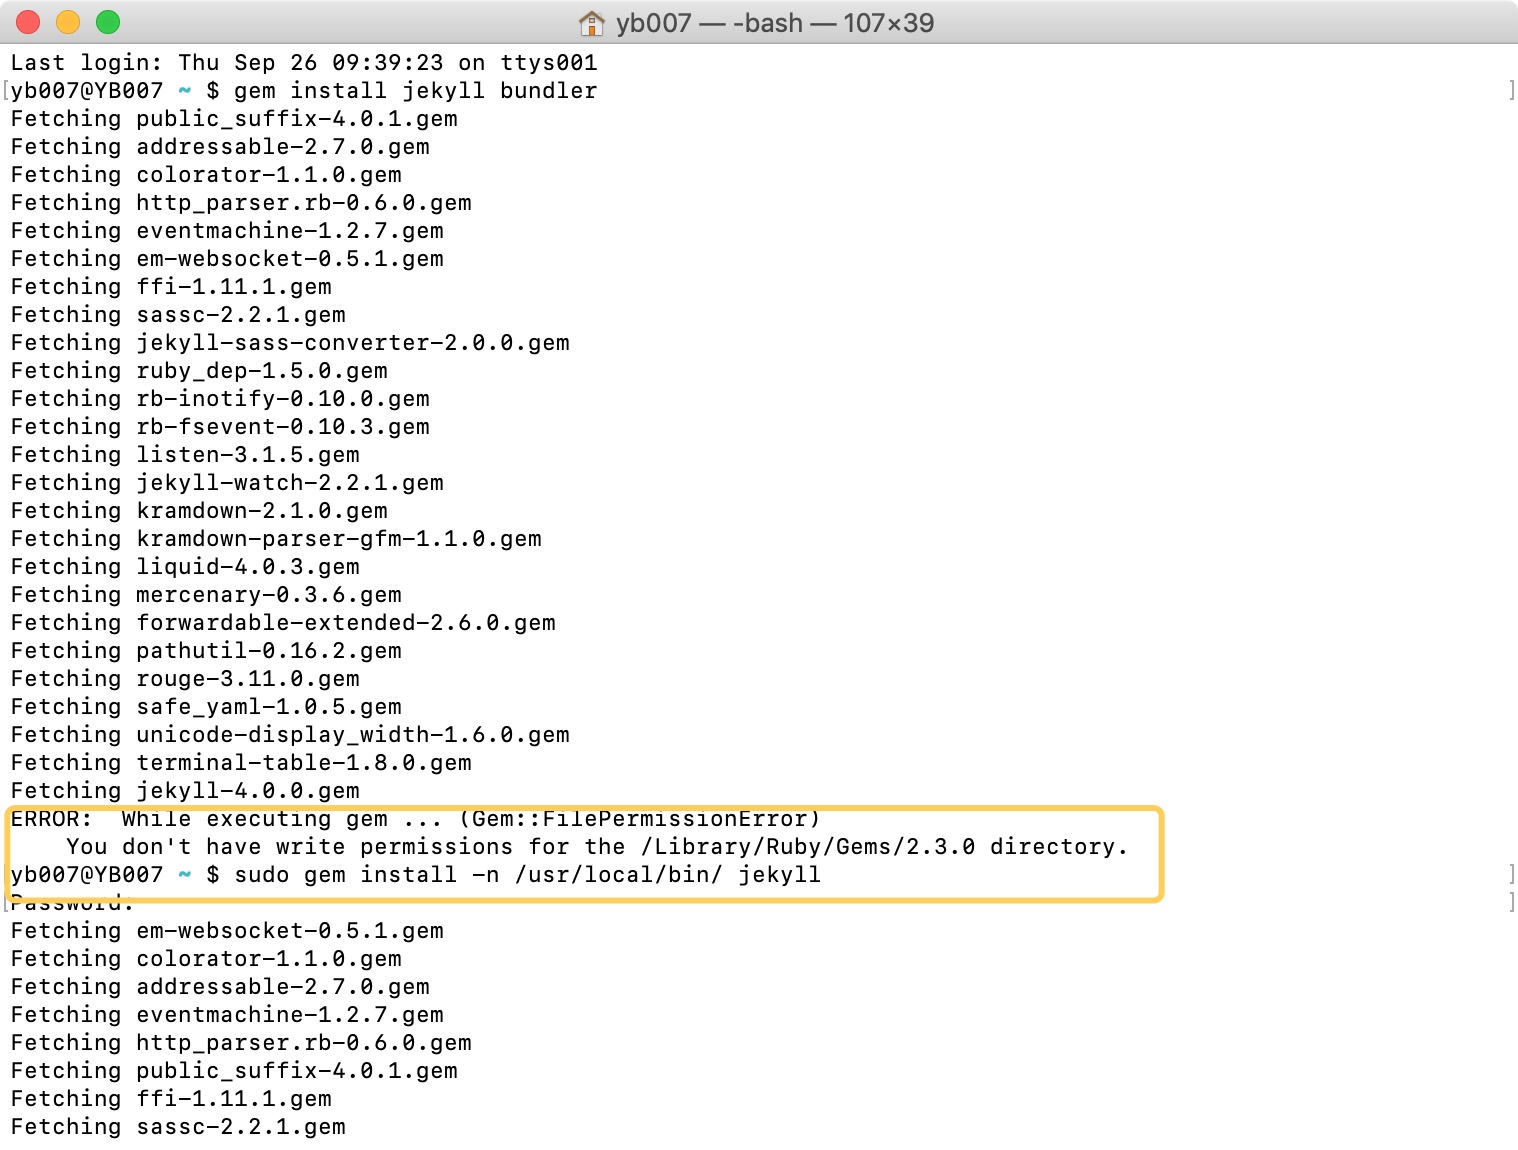 yb007 — -bash — 107×39
Last login: Thu Sep 26 09:39:23 on ttys001
[yb007@YB007 ~ $ gem install jekyll bundler ]
Fetching public_suffix-4.0.1.gem
Fetching addressable-2.7.0.gem
Fetching colorator-1.1.0.gem
Fetching http_parser.rb-0.6.0.gem
Fetching eventmachine-1.2.7.gem
Fetching em-websocket-0.5.1.gem
Fetching ffi-1.11.1.gem
Fetching sassc-2.2.1.gem
Fetching jekyll-sass-converter-2.0.0.gem
Fetching ruby_dep-1.5.0.gem
Fetching rb-inotify-0.10.0.gem
Fetching rb-fsevent-0.10.3.gem
Fetching listen-3.1.5.gem
Fetching jekyll-watch-2.2.1.gem
Fetching kramdown-2.1.0.gem
Fetching kramdown-parser-gfm-1.1.0.gem
Fetching liquid-4.0.3.gem
Fetching mercenary-0.3.6.gem
Fetching forwardable-extended-2.6.0.gem
Fetching pathutil-0.16.2.gem
Fetching rouge-3.11.0.gem
Fetching safe_yaml-1.0.5.gem
Fetching unicode-display_width-1.6.0.gem
Fetching terminal-table-1.8.0.gem
Fetching jekyll-4.0.0.gem
ERROR:  While executing gem ... (Gem::FilePermissionError)
    You don't have write permissions for the /Library/Ruby/Gems/2.3.0 directory.
yb007@YB007 ~ $ sudo gem install -n /usr/local/bin/ jekyll ]
[Password: ]
Fetching em-websocket-0.5.1.gem
Fetching colorator-1.1.0.gem
Fetching addressable-2.7.0.gem
Fetching eventmachine-1.2.7.gem
Fetching http_parser.rb-0.6.0.gem
Fetching public_suffix-4.0.1.gem
Fetching ffi-1.11.1.gem
Fetching sassc-2.2.1.gem